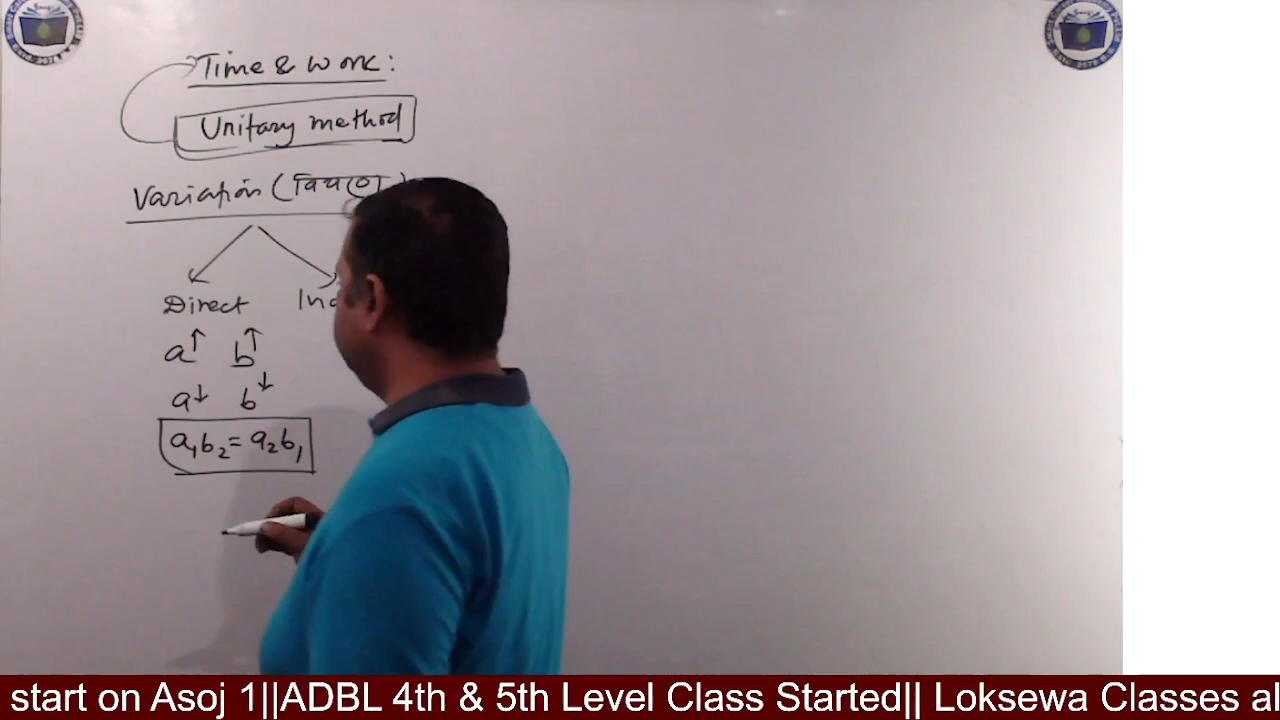 Time & Work:
Unitary method
Variation (
Direct
a↑ b↑
a↓ b↓
a₁b₂ = a₂b₁
start on Asoj 1||ADBL 4th & 5th Level Class Started|| Loksewa Classes al